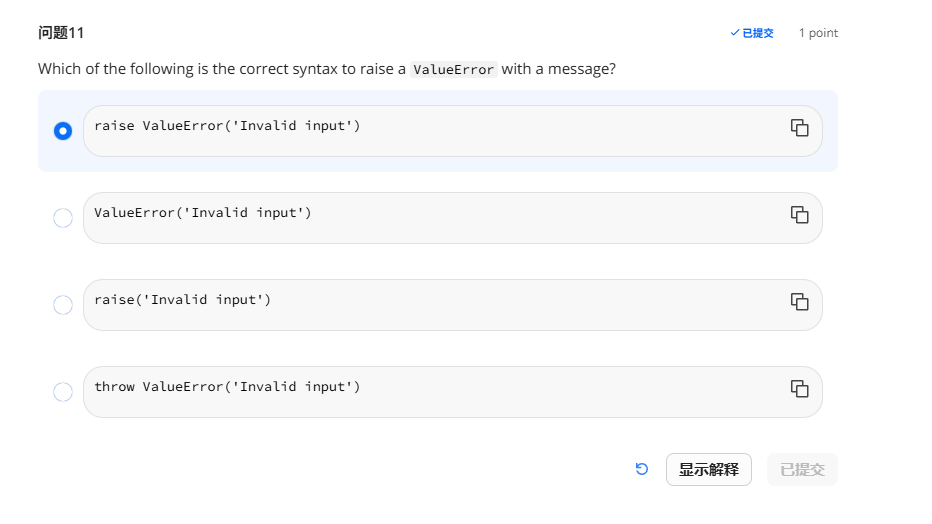 问题11
✓ 已提交 1 point
Which of the following is the correct syntax to raise a ValueError with a message?
raise ValueError('Invalid input')
ValueError('Invalid input')
raise('Invalid input')
throw ValueError('Invalid input')
显示解释 已提交